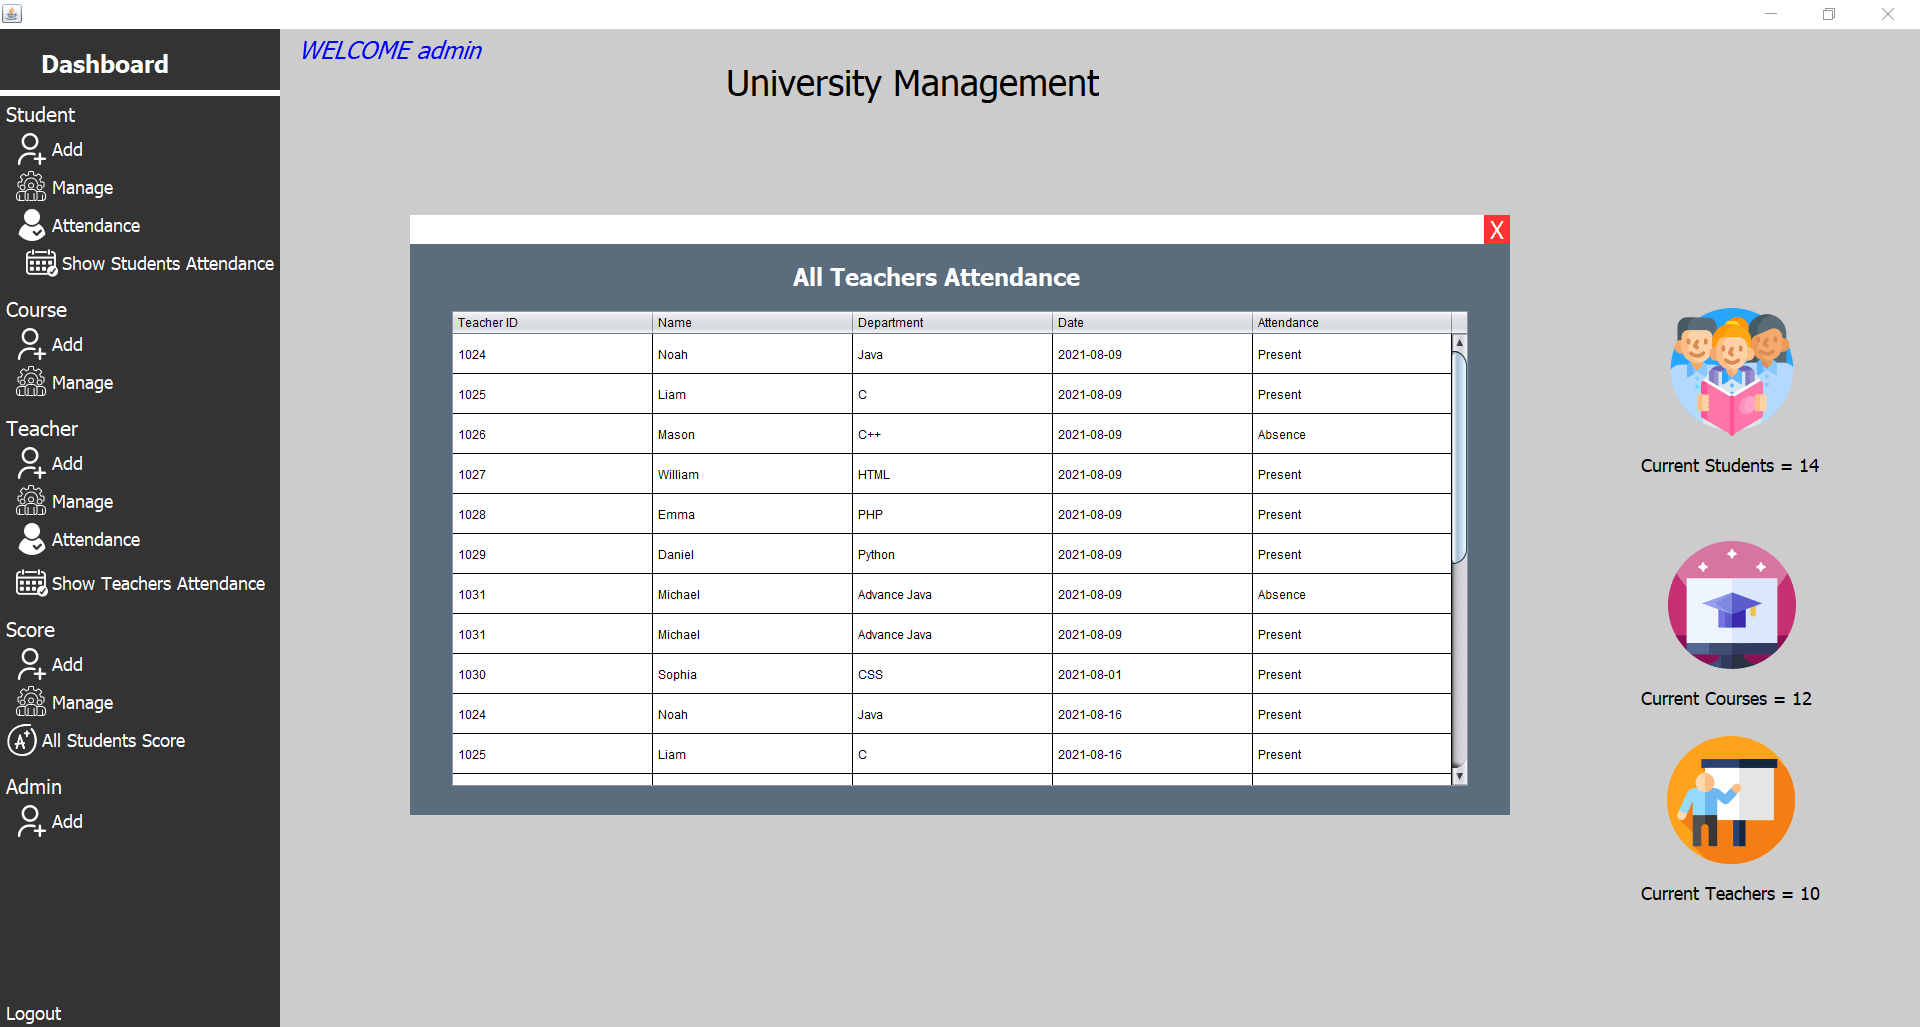 Dashboard
Student
Add
Manage
Attendance
Show Students Attendance
Course
Add
Manage
Teacher
Add
Manage
Attendance
Show Teachers Attendance
Score
Add
Manage
A+ All Students Score
Admin
Add
Logout
WELCOME admin
University Management
X
All Teachers Attendance
Teacher ID Name Department Date Attendance
1024 Noah Java 2021-08-09 Present
1025 Liam C 2021-08-09 Present
1026 Mason C++ 2021-08-09 Absence
1027 William HTML 2021-08-09 Present
1028 Emma PHP 2021-08-09 Present
1029 Daniel Python 2021-08-09 Present
1031 Michael Advance Java 2021-08-09 Absence
1031 Michael Advance Java 2021-08-09 Present
1030 Sophia CSS 2021-08-01 Present
1024 Noah Java 2021-08-16 Present
1025 Liam C 2021-08-16 Present
Current Students = 14
Current Courses = 12
Current Teachers = 10